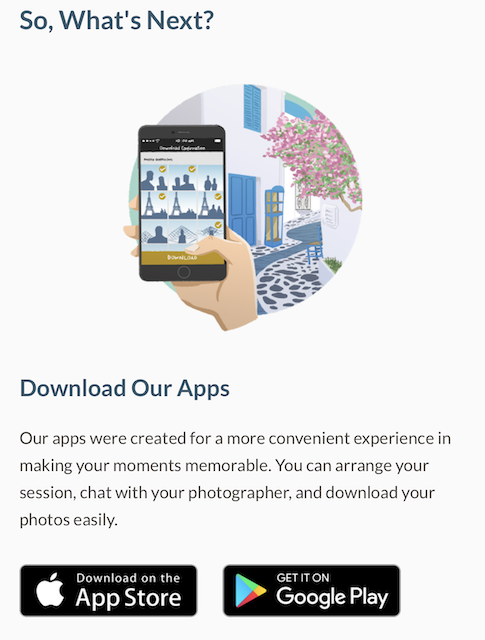 So, What's Next?
Download Confirmation
DOWNLOAD
Download Our Apps
Our apps were created for a more convenient experience in
making your moments memorable. You can arrange your
session, chat with your photographer, and download your
photos easily.
Download on the
App Store
GET IT ON
Google Play